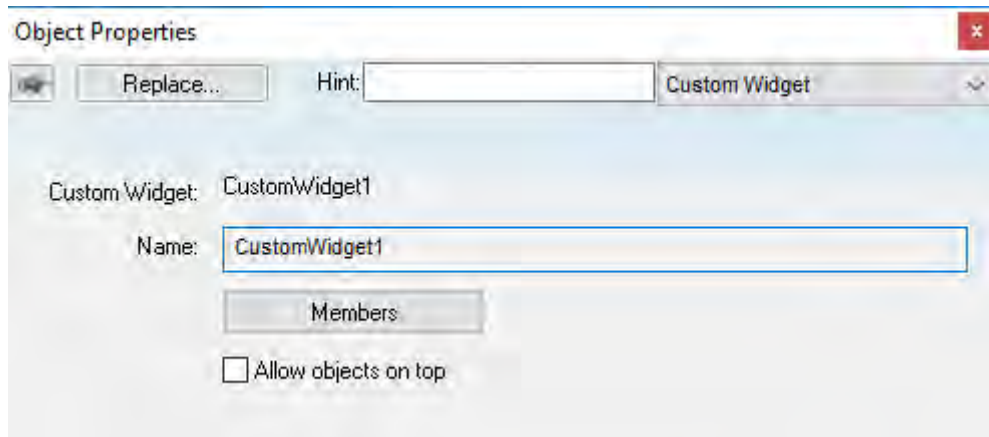 Object Properties
Replace... Hint: Custom Widget
Custom Widget: CustomWidget1
Name: CustomWidget1
Members
Allow objects on top